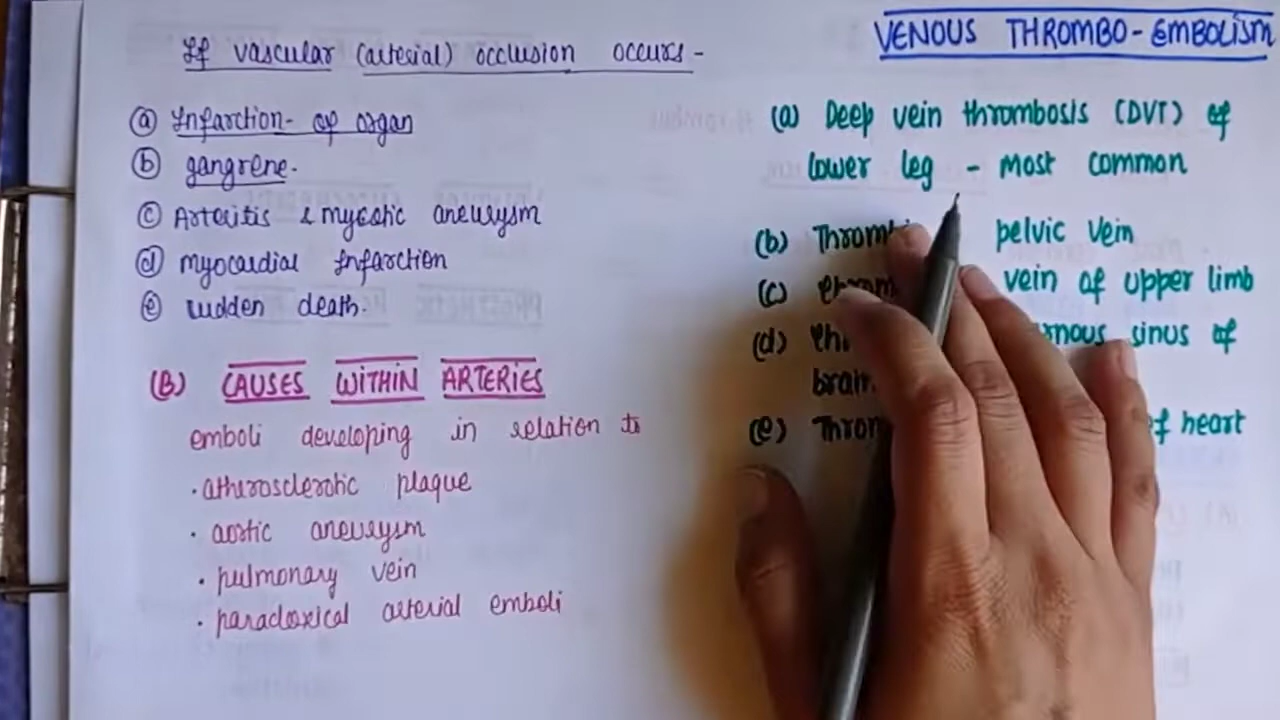 If vascular (arterial) occlusion occurs -
(a) Infarction- of organ
(b) gangrene.
(c) Arteritis & mycotic aneurysm
(d) myocardial Infarction
(e) sudden death.
(B) CAUSES WITHIN ARTERIES
emboli developing in relation to
· atherosclerotic plaque
· aortic aneurysm
· pulmonary vein
· paradoxical arterial emboli
VENOUS THROMBO-EMBOLISM
(a) Deep vein thrombosis (DVT) of
lower leg - most common
(b) pelvic vein
(c) vein of upper limb
(d) sinus of
brain.
(e) of heart